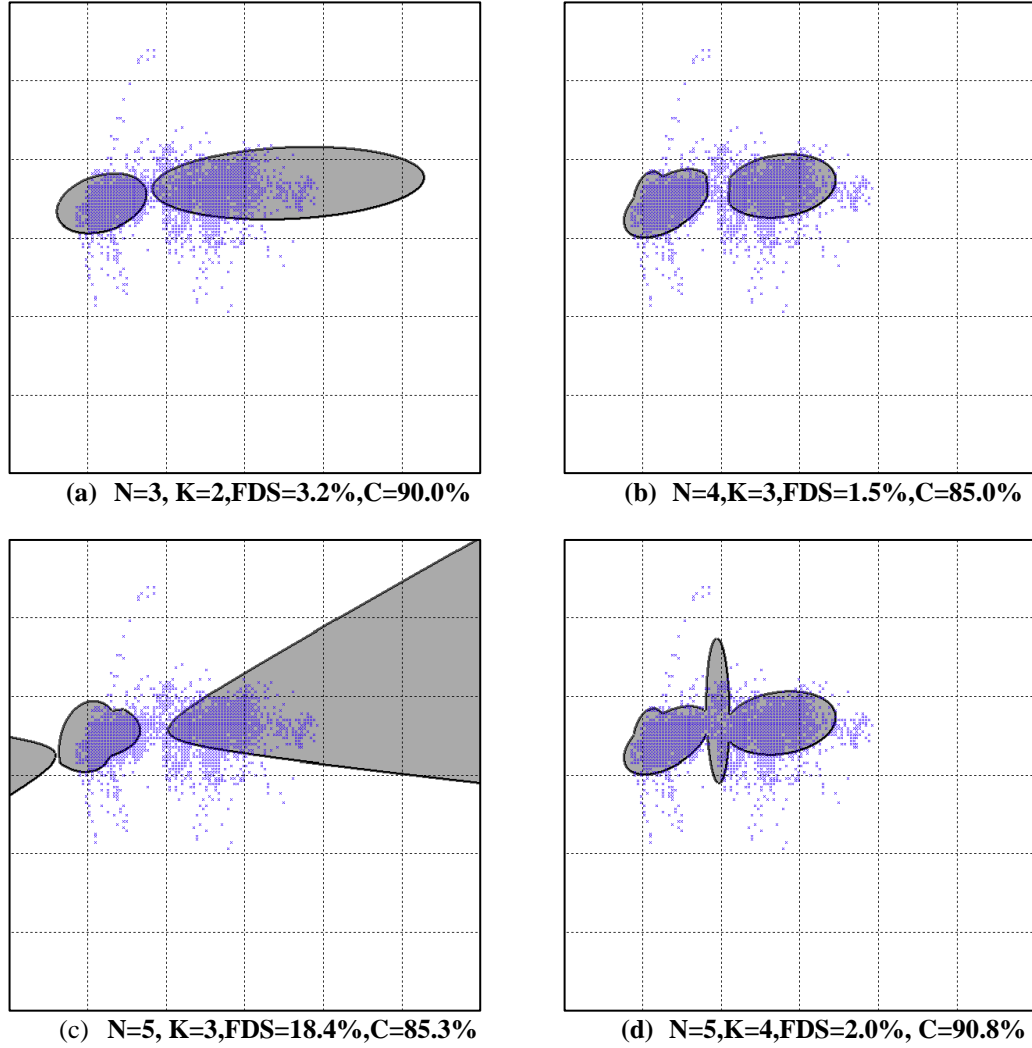 (a) N=3, K=2,FDS=3.2%,C=90.0%
(b) N=4,K=3,FDS=1.5%,C=85.0%
(c) N=5, K=3,FDS=18.4%,C=85.3%
(d) N=5,K=4,FDS=2.0%, C=90.8%